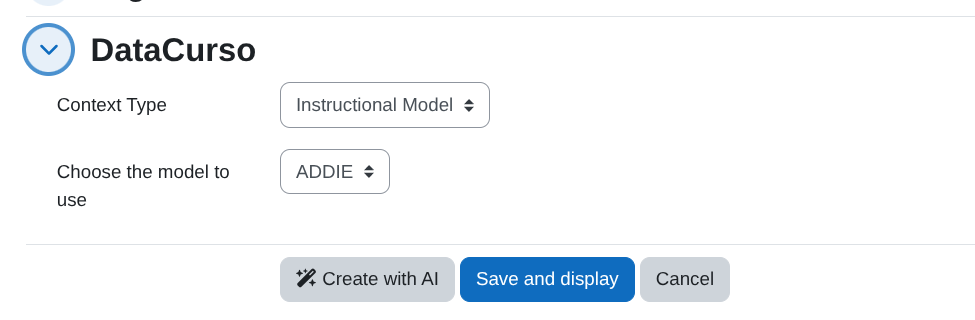 DataCurso
Context Type
Instructional Model
Choose the model to
use
ADDIE
Create with AI
Save and display
Cancel